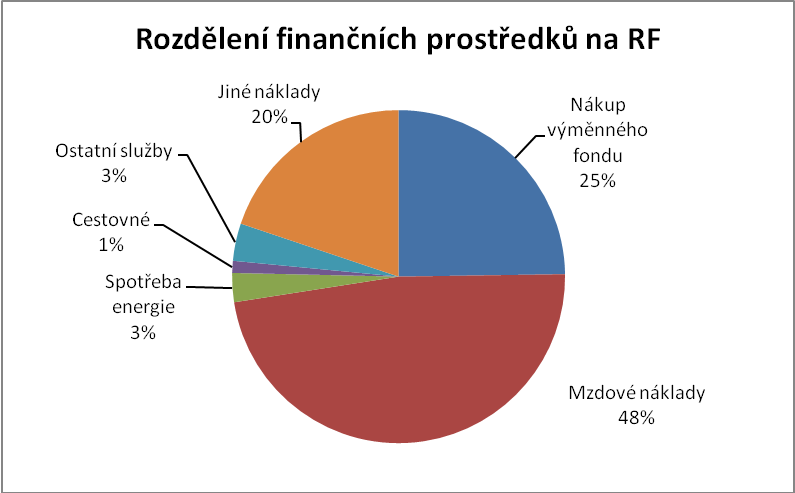 Rozdělení finančních prostředků na RF
Nákup
výměnného
fondu
25%
Mzdové náklady
48%
Spotřeba
energie
3%
Cestovné
1%
Ostatní služby
3%
Jiné náklady
20%